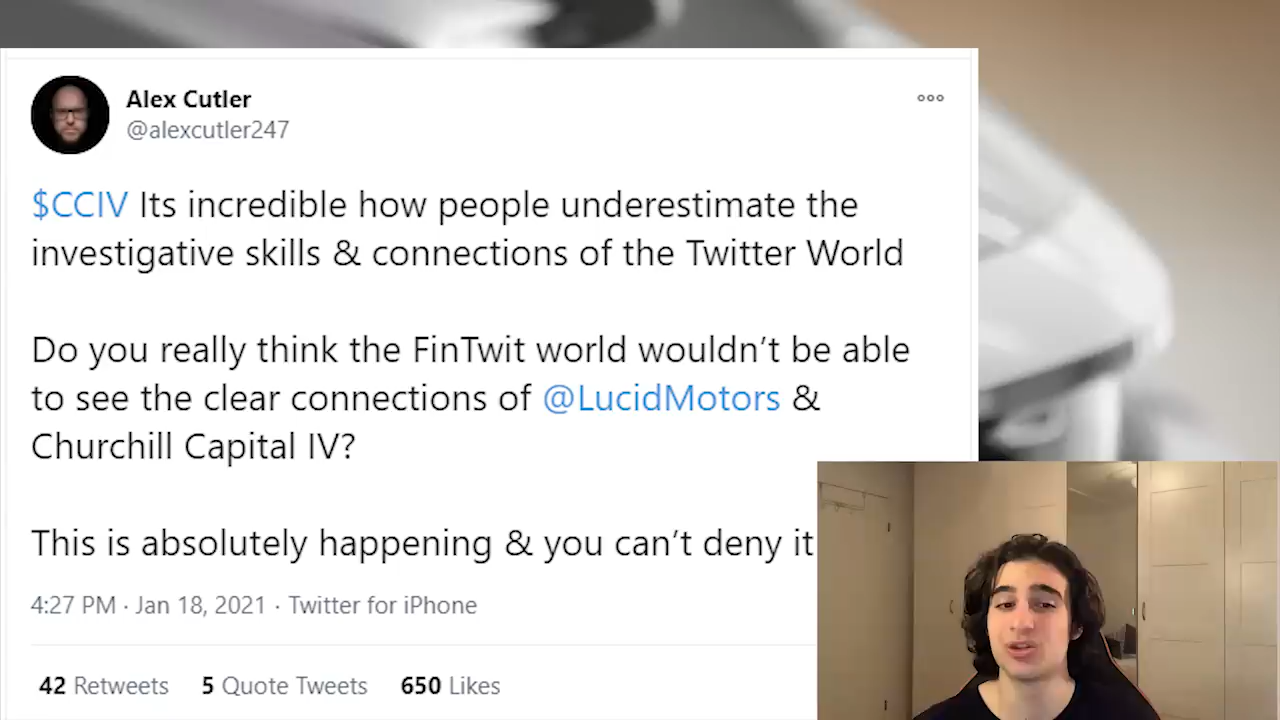 Alex Cutler
@alexcutler247
$CCIV Its incredible how people underestimate the
investigative skills & connections of the Twitter World
Do you really think the FinTwit world wouldn't be able
to see the clear connections of @LucidMotors &
Churchill Capital IV?
This is absolutely happening & you can't deny it
4:27 PM · Jan 18, 2021 · Twitter for iPhone
42 Retweets 5 Quote Tweets 650 Likes